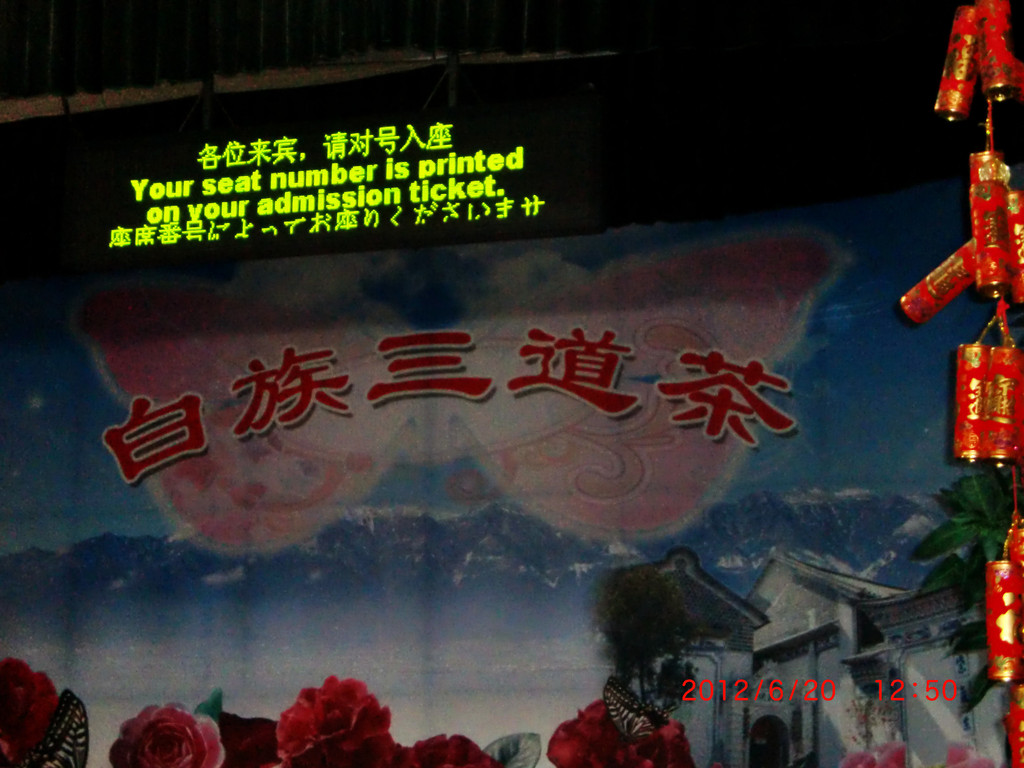 各位来宾，请对号入座
Your seat number is printed
on your admission ticket.
座席番号によってお座りくださいませ
白族三道茶
2012/6/20 12:50